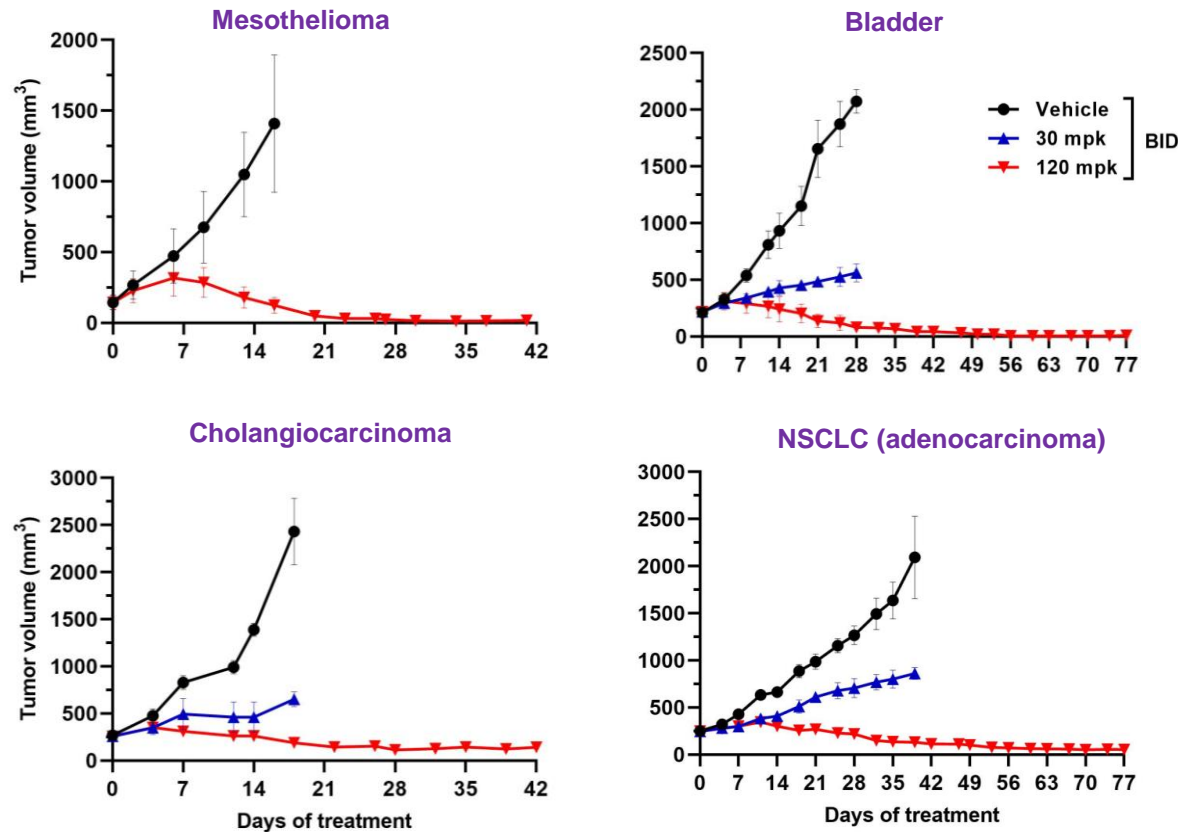 Mesothelioma
Tumor volume (mm³)
2000
1500
1000
500
0
0 7 14 21 28 35 42
Bladder
2500
2000
1500
1000
500
0
0 7 14 21 28 35 42 49 56 63 70 77
Vehicle
30 mpk
120 mpk
BID
Cholangiocarcinoma
Tumor volume (mm³)
3000
2500
2000
1500
1000
500
0
0 7 14 21 28 35 42
Days of treatment
NSCLC (adenocarcinoma)
3000
2500
2000
1500
1000
500
0
0 7 14 21 28 35 42 49 56 63 70 77
Days of treatment